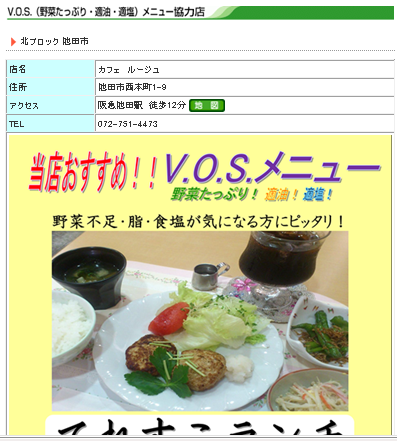 V.O.S.（野菜たっぷり・適油・適塩）メニュー協力店
北ブロック 池田市
店名 カフェ ルージュ
住所 池田市西本町1-9
アクセス 阪急池田駅 徒歩12分 地 図
TEL 072-751-4473
当店おすすめ！！V.O.S.メニュー
野菜たっぷり！ 適油！ 適塩！
野菜不足・脂・食塩が気になる方にピッタリ！